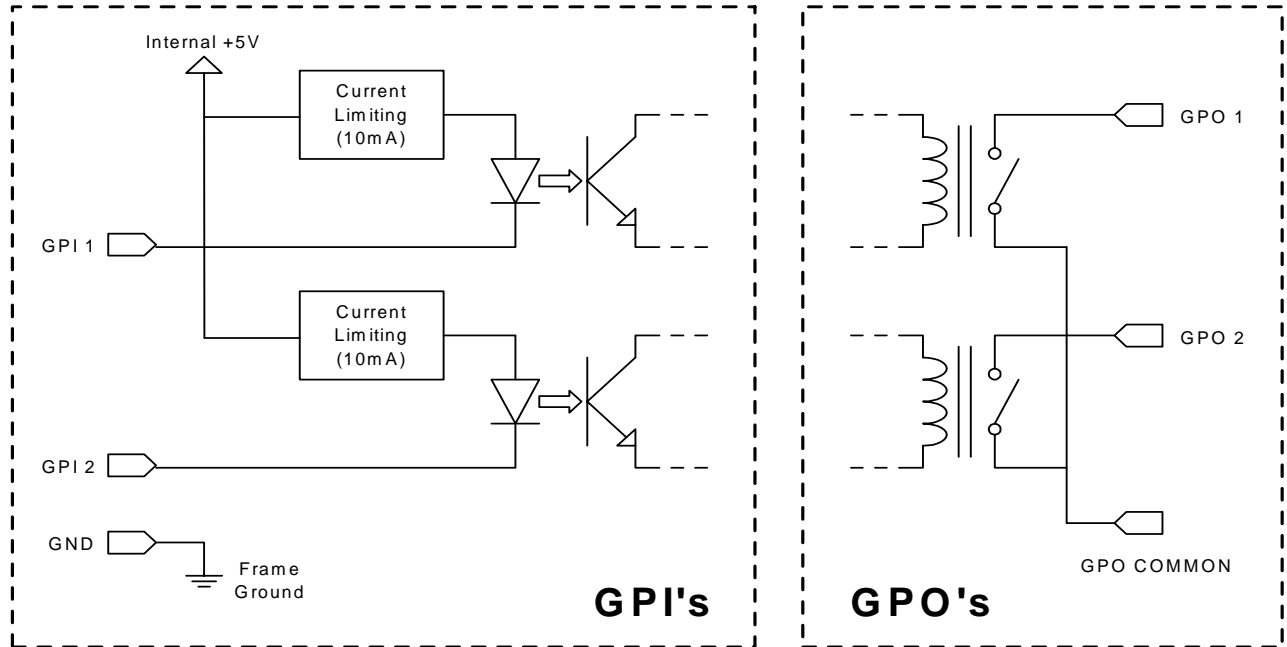 Internal +5V
Current
Limiting
(10mA)
GPI 1
Current
Limiting
(10mA)
GPI 2
GND
Frame
Ground
GPI's
GPO 1
GPO 2
GPO COMMON
GPO's